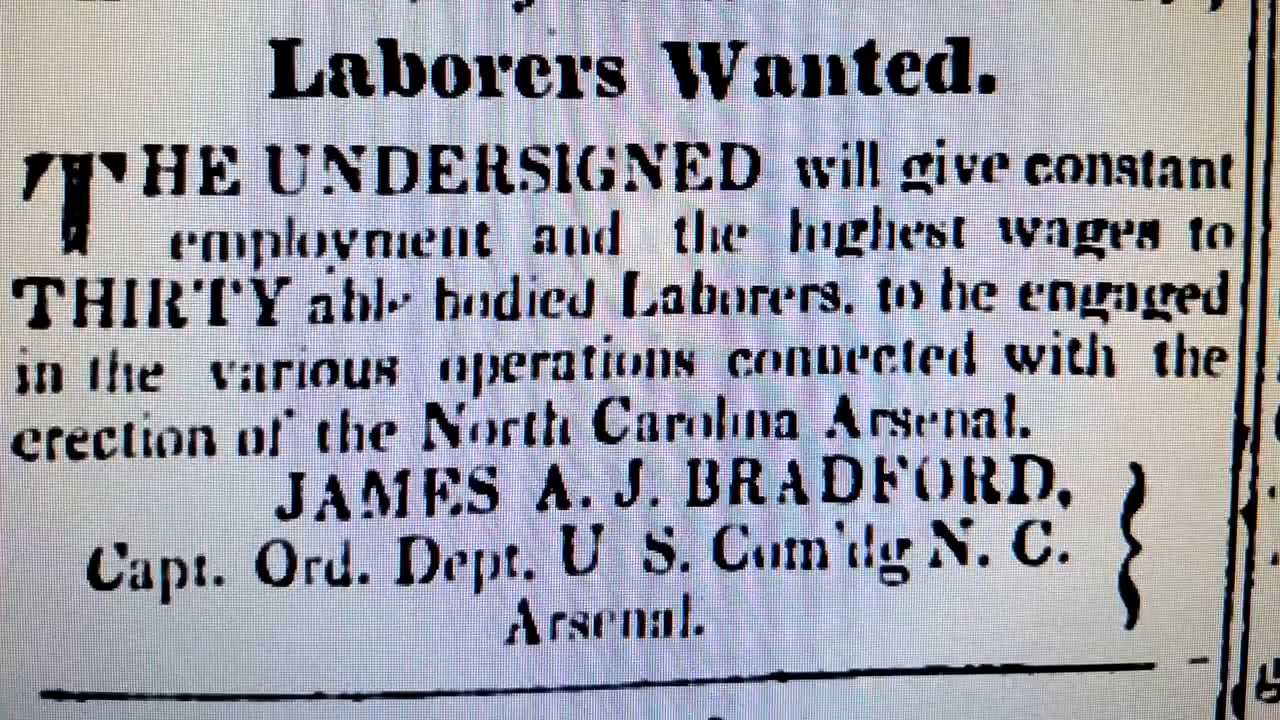 Laborers Wanted.
THE UNDERSIGNED will give constant
employment and the highest wages to
THIRTY able bodied Laborers, to be engaged
in the various operations connected with the
erection of the North Carolina Arsenal.
JAMES A. J. BRADFORD,
Capt. Ord. Dept. U S. Com'dg N. C.
Arsenal.